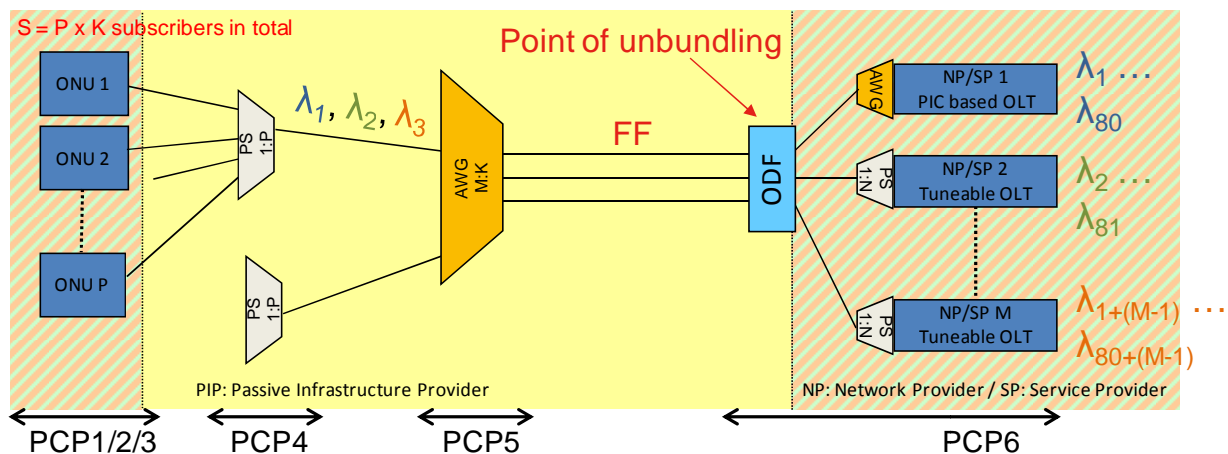 S = P x K subscribers in total
Point of unbundling
ONU 1
ONU 2
ONU P
PS
1:P
λ1, λ2, λ3
PS
1:P
AWG
M:K
FF
ODF
AWG
NP/SP 1
PIC based OLT
λ1 ...
λ80
PS
1:N
NP/SP 2
Tuneable OLT
λ2 ...
λ81
PS
1:N
NP/SP M
Tuneable OLT
λ1+(M-1) ...
λ80+(M-1)
PIP: Passive Infrastructure Provider
NP: Network Provider / SP: Service Provider
PCP1/2/3
PCP4
PCP5
PCP6